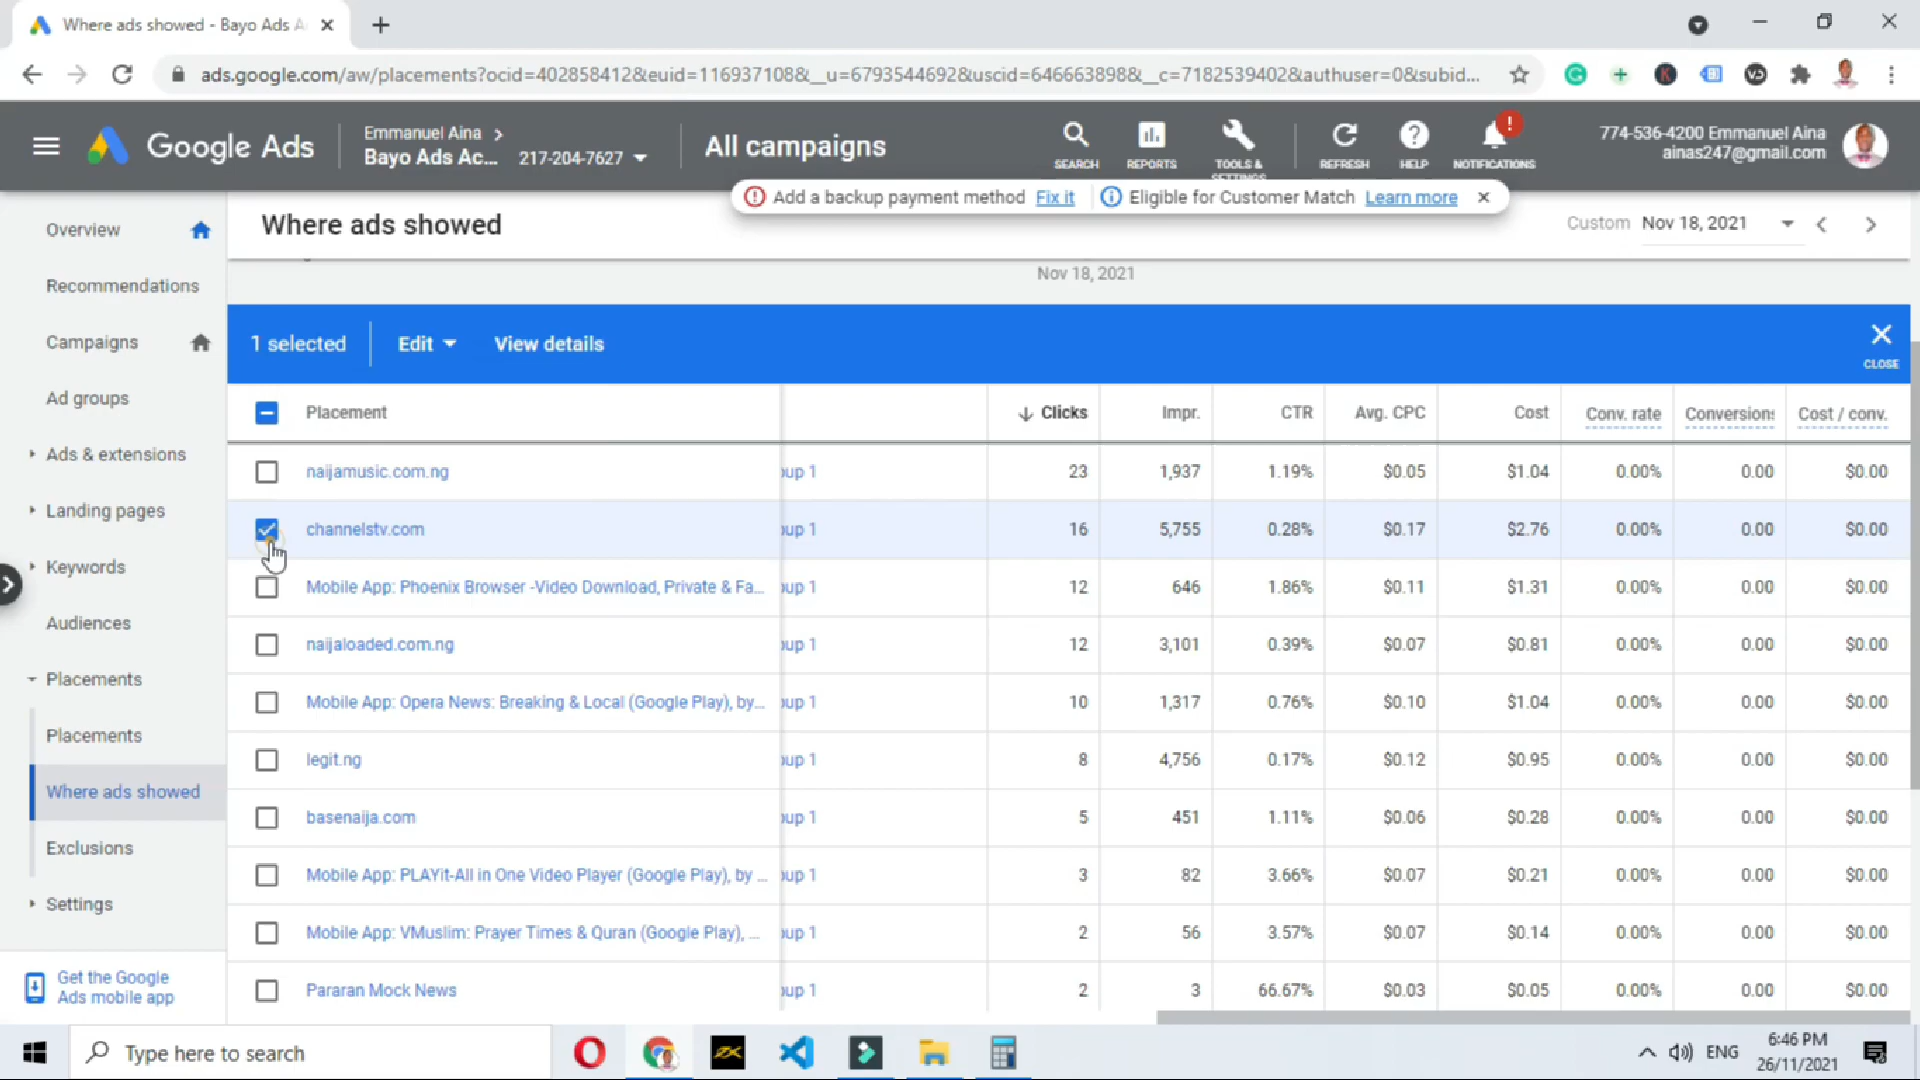 Where ads showed - Bayo Ads A
ads.google.com/aw/placements?ocid=402858412&euid=116937108&__u=6793544692&uscid=646663898&__c=7182539402&authuser=0&subid...
Google Ads
Emmanuel Aina >
Bayo Ads Ac... 217-204-7627
All campaigns
SEARCH
REPORTS
TOOLS &
SETTINGS
REFRESH
HELP
NOTIFICATIONS
774-536-4200 Emmanuel Aina
ainas247@gmail.com
Add a backup payment method Fix it
Eligible for Customer Match Learn more
Where ads showed
Custom Nov 18, 2021
Nov 18, 2021
Overview
Recommendations
Campaigns
Ad groups
Ads & extensions
Landing pages
Keywords
Audiences
Placements
Placements
Where ads showed
Exclusions
Settings
Get the Google
Ads mobile app
1 selected Edit View details
CLOSE
Placement Clicks Impr. CTR Avg. CPC Cost Conv. rate Conversions Cost / conv.
naijamusic.com.ng oup 1 23 1,937 1.19% $0.05 $1.04 0.00% 0.00 $0.00
channelstv.com oup 1 16 5,755 0.28% $0.17 $2.76 0.00% 0.00 $0.00
Mobile App: Phoenix Browser -Video Download, Private & Fa... oup 1 12 646 1.86% $0.11 $1.31 0.00% 0.00 $0.00
naijaloaded.com.ng oup 1 12 3,101 0.39% $0.07 $0.81 0.00% 0.00 $0.00
Mobile App: Opera News: Breaking & Local (Google Play), by... oup 1 10 1,317 0.76% $0.10 $1.04 0.00% 0.00 $0.00
legit.ng oup 1 8 4,756 0.17% $0.12 $0.95 0.00% 0.00 $0.00
basenaija.com oup 1 5 451 1.11% $0.06 $0.28 0.00% 0.00 $0.00
Mobile App: PLAYit-All in One Video Player (Google Play), by ... oup 1 3 82 3.66% $0.07 $0.21 0.00% 0.00 $0.00
Mobile App: VMuslim: Prayer Times & Quran (Google Play), ... oup 1 2 56 3.57% $0.07 $0.14 0.00% 0.00 $0.00
Pararan Mock News oup 1 2 3 66.67% $0.03 $0.05 0.00% 0.00 $0.00
Type here to search
ENG
6:46 PM
26/11/2021